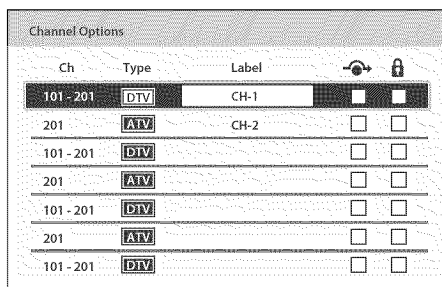 Channel Options
Ch Type Label
101 - 201 DTV CH-1
201 ATV CH-2
101 - 201 DTV
201 ATV
101 - 201 DTV
201 ATV
101 - 201 DTV